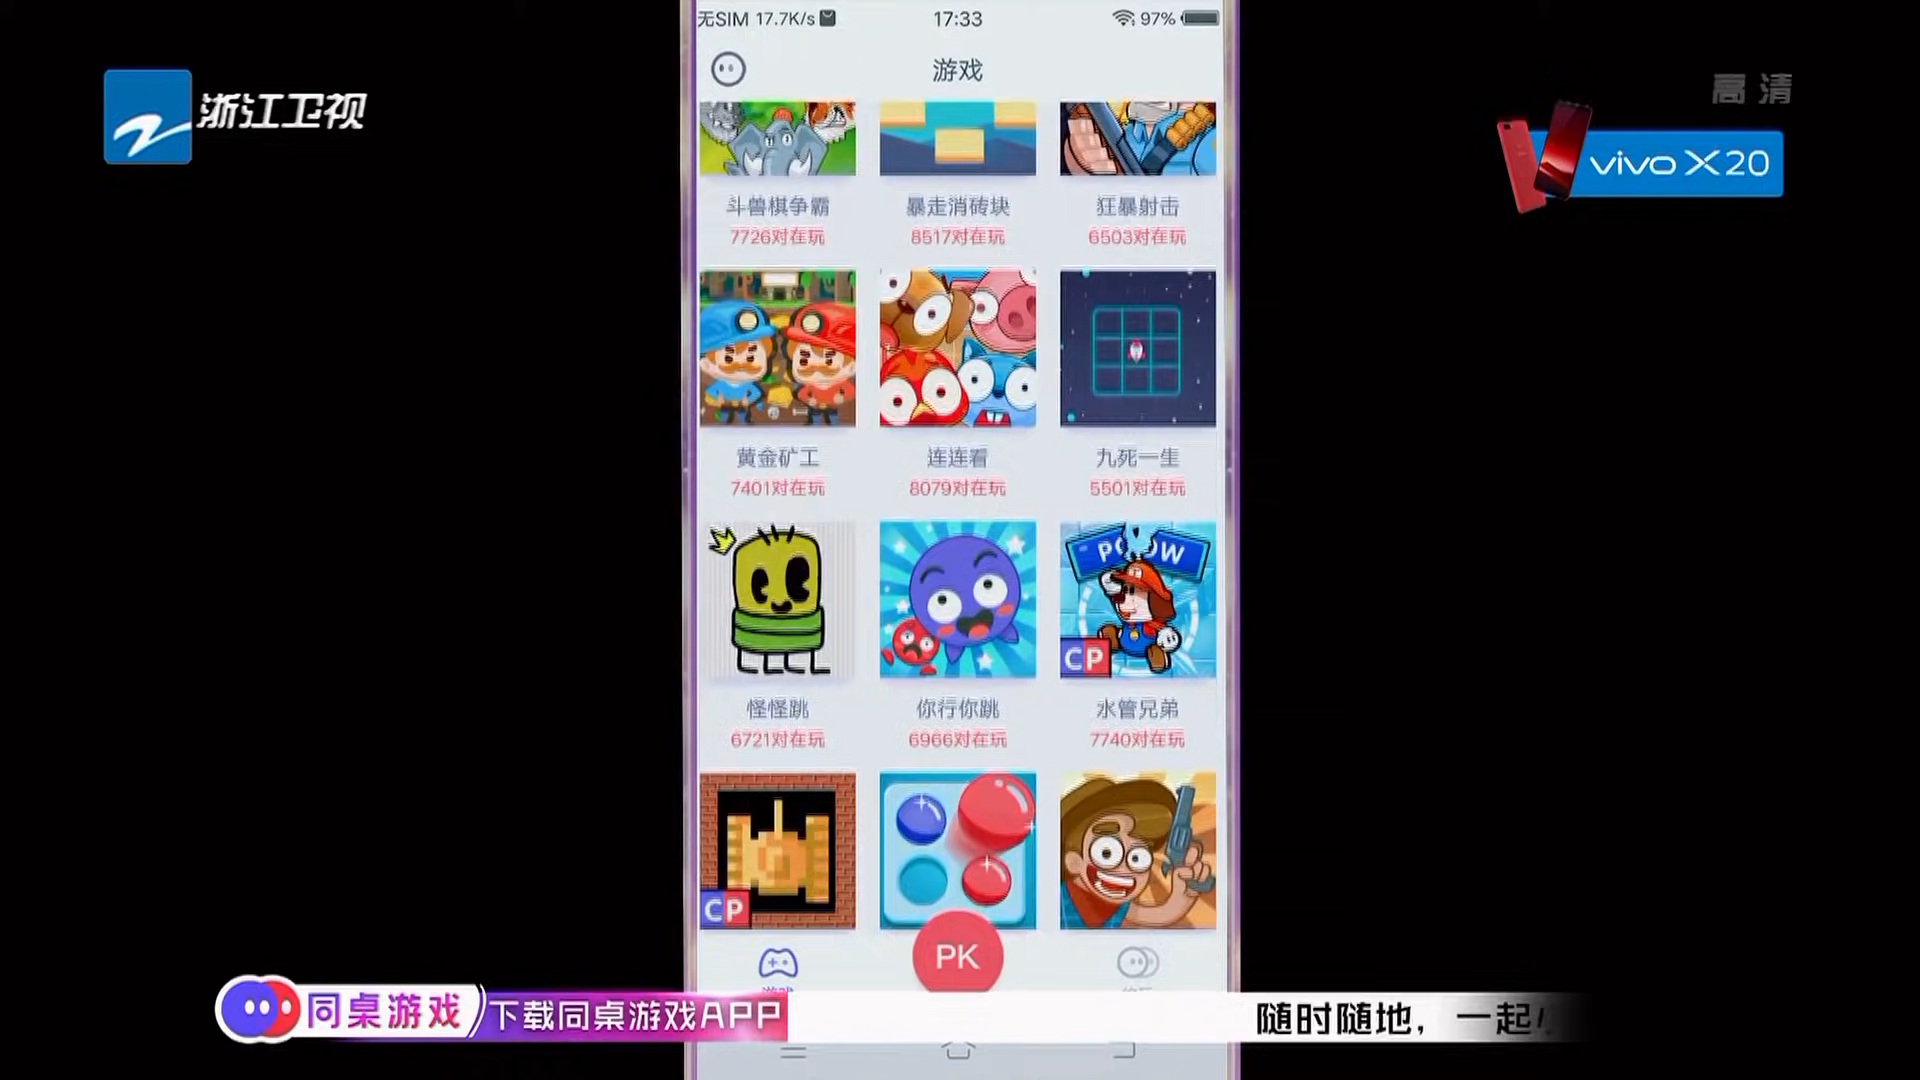 无SIM 17.7K/s
17:33
97%
游戏
浙江卫视
高清
vivo X20
斗兽棋争霸
暴走消砖块
狂暴射击
7726对在玩
8517对在玩
6503对在玩
黄金矿工
连连看
九死一生
7401对在玩
8079对在玩
5501对在玩
POW
CP
怪怪跳
你行你跳
水管兄弟
6721对在玩
6966对在玩
7740对在玩
CP
PK
同桌游戏
下载同桌游戏APP
随时随地，一起